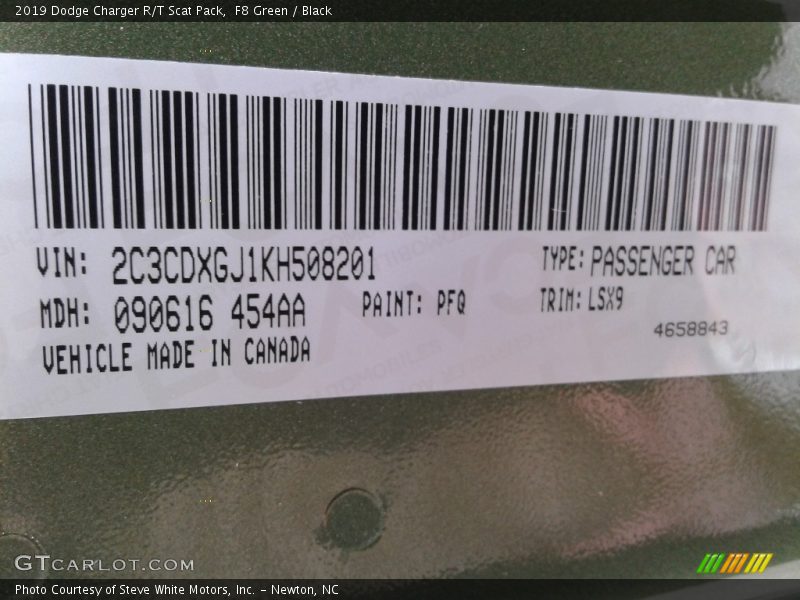 2019 Dodge Charger R/T Scat Pack, F8 Green / Black
VIN: 2C3CDXGJ1KH508201 TYPE: PASSENGER CAR
MDH: 090616 454AA PAINT: PFQ TRIM: LSX9
4658843
VEHICLE MADE IN CANADA
GTCARLOT.COM
Photo Courtesy of Steve White Motors, Inc. – Newton, NC